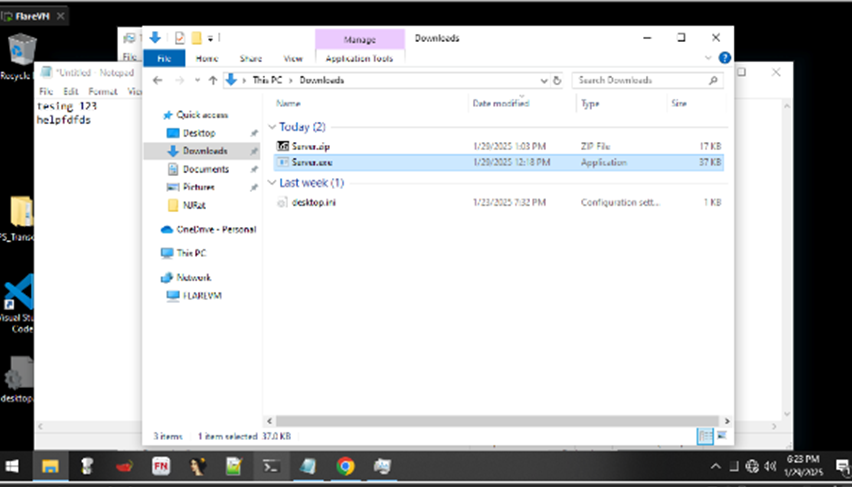 FlareVM
Manage
Downloads
File Home Share View Application Tools
Recycle
File
This PC Downloads
Search Downloads
*Untitled - Notepad
File Edit Format
tesing 123
helpfdfds
Name Date modified Type Size
Quick access
Desktop
Downloads
Documents
Pictures
NJRat
OneDrive - Personal
This PC
Network
FLAREVM
Today (2)
Server.zip 1/29/2025 1:03 PM ZIP File 17 KB
Server.exe 1/29/2025 12:18 PM Application 37 KB
Last week (1)
desktop.ini 1/23/2025 7:32 PM Configuration sett... 1 KB
PS_Transc
Visual Stu
Code
desktop.
3 items 1 item selected 37.0 KB
FN
6:23 PM
1/29/2025